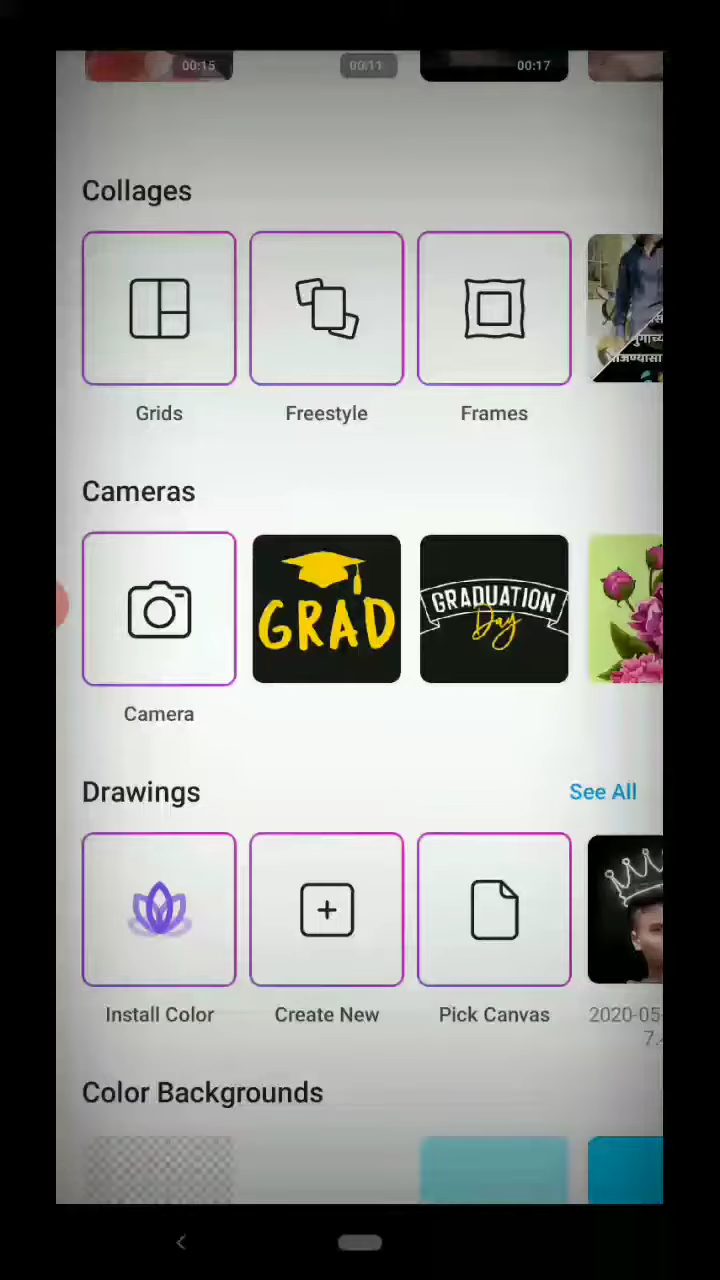 00:15
00:11
00:17
Collages
Grids
Freestyle
Frames
Cameras
GRAD
GRADUATION
Day
Camera
Drawings
See All
Install Color
Create New
Pick Canvas
2020-05-
7.
Color Backgrounds